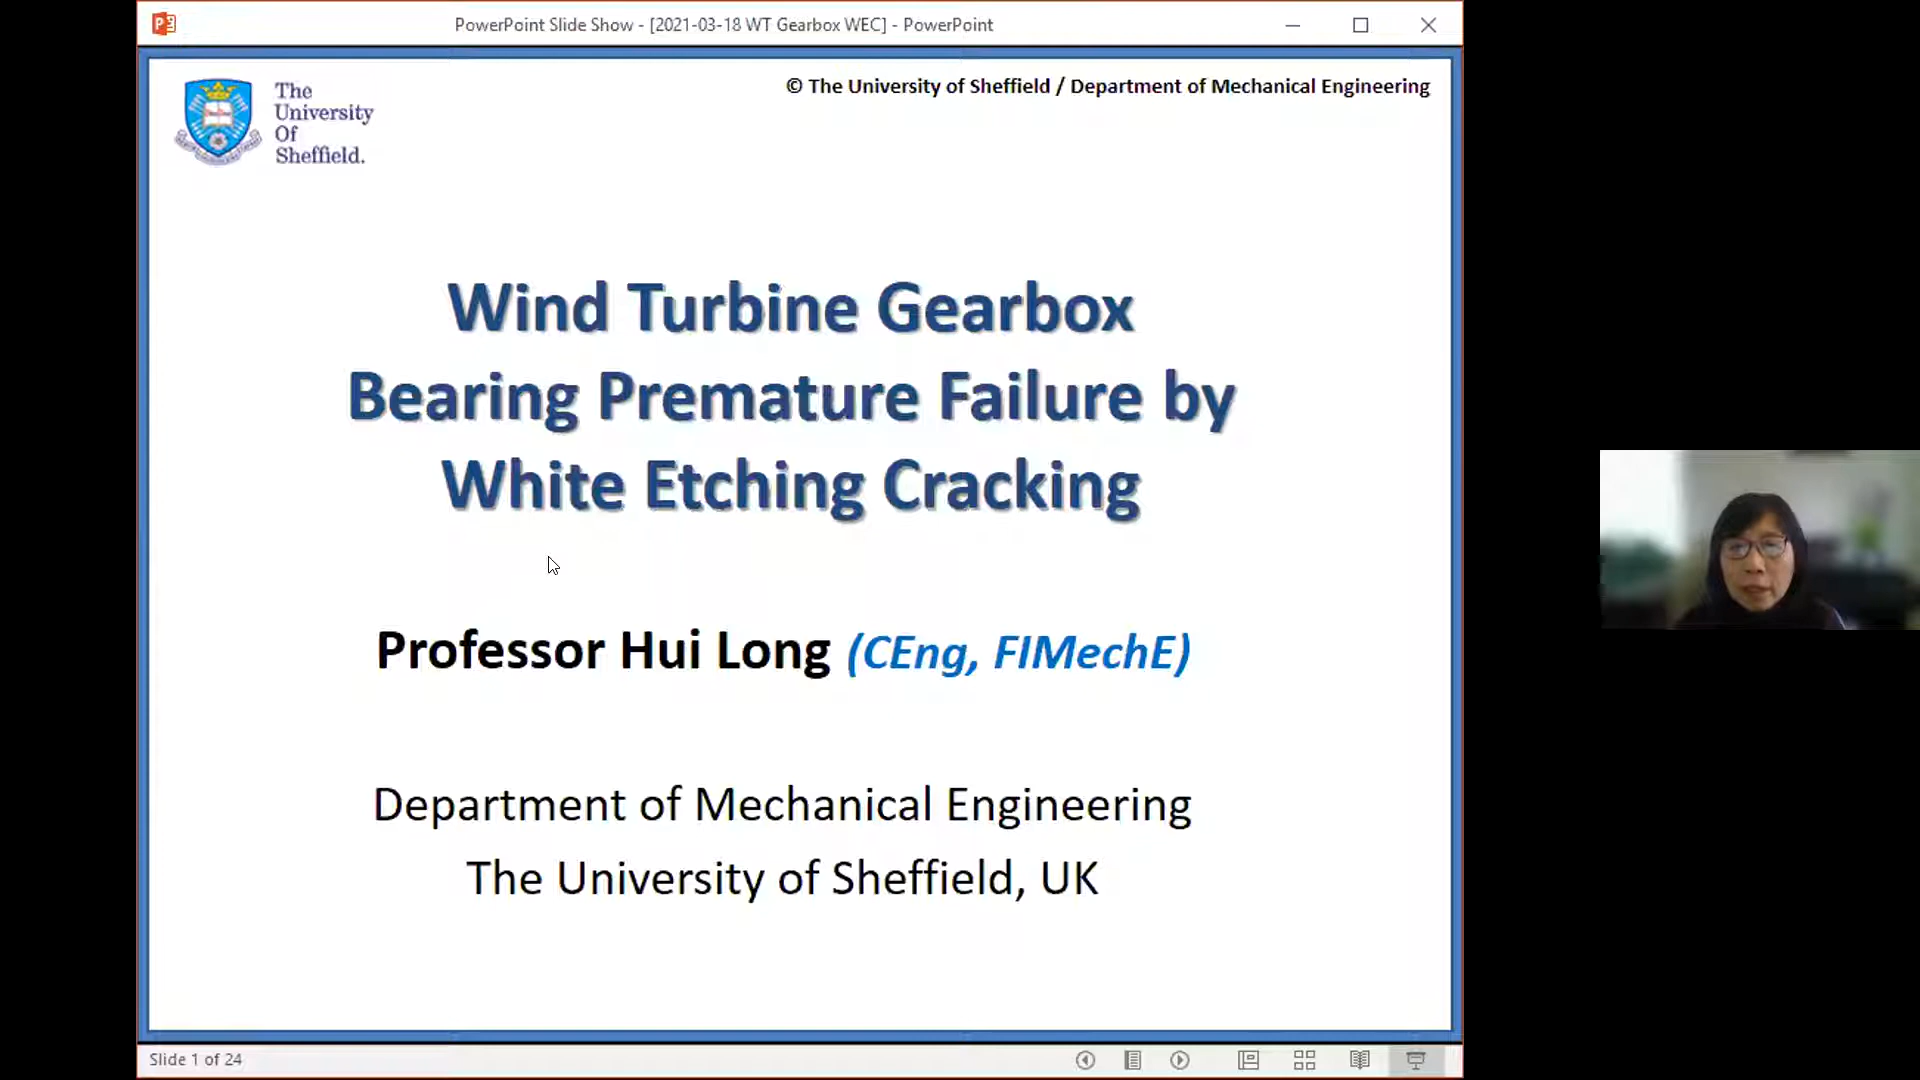 PowerPoint Slide Show - [2021-03-18 WT Gearbox WEC] - PowerPoint
The
University
Of
Sheffield.
© The University of Sheffield / Department of Mechanical Engineering
Wind Turbine Gearbox
Bearing Premature Failure by
White Etching Cracking
Professor Hui Long (CEng, FIMechE)
Department of Mechanical Engineering
The University of Sheffield, UK
Slide 1 of 24